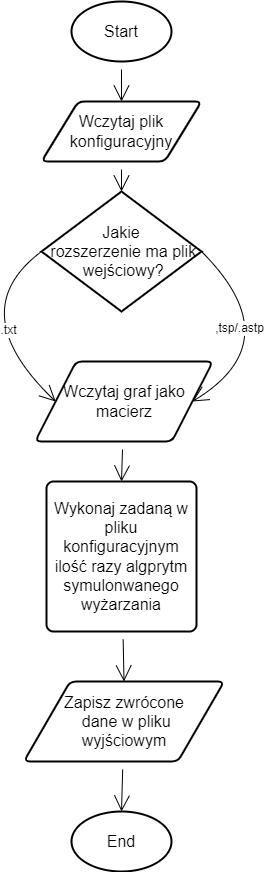 Start
Wczytaj plik
konfiguracyjny
Jakie
rozszerzenie ma plik
wejściowy?
.txt
,tsp/.astp
Wczytaj graf jako
macierz
Wykonaj zadaną w
pliku
konfiguracyjnym
ilość razy algprytm
symulonwanego
wyżarzania
Zapisz zwrócone
dane w pliku
wyjściowym
End